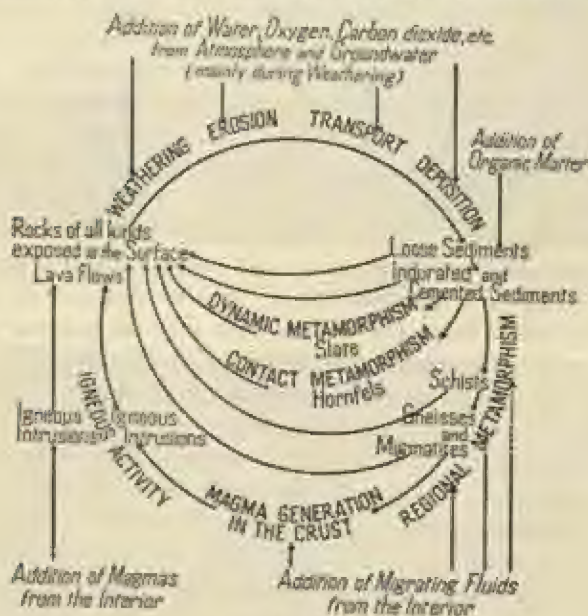 Addition of Water, Oxygen, Carbon dioxide, etc.
from Atmosphere and Groundwater
(mainly during Weathering)
WEATHERING EROSION TRANSPORT DEPOSITION
Addition of
Organic Matter
Rocks of all kinds
exposed at the Surface
Lava Flows
Loose Sediments
Indurated and
Cemented Sediments
DYNAMIC METAMORPHISM
Slate
CONTACT METAMORPHISM
Hornfels
Schists
Gneisses
and
Migmatites
REGIONAL METAMORPHISM
IGNEOUS ACTIVITY
Igneous
Intrusions
Igneous
Intrusions
MAGMA GENERATION
IN THE CRUST
Addition of Magmas
from the Interior
Addition of Migrating Fluids
from the Interior